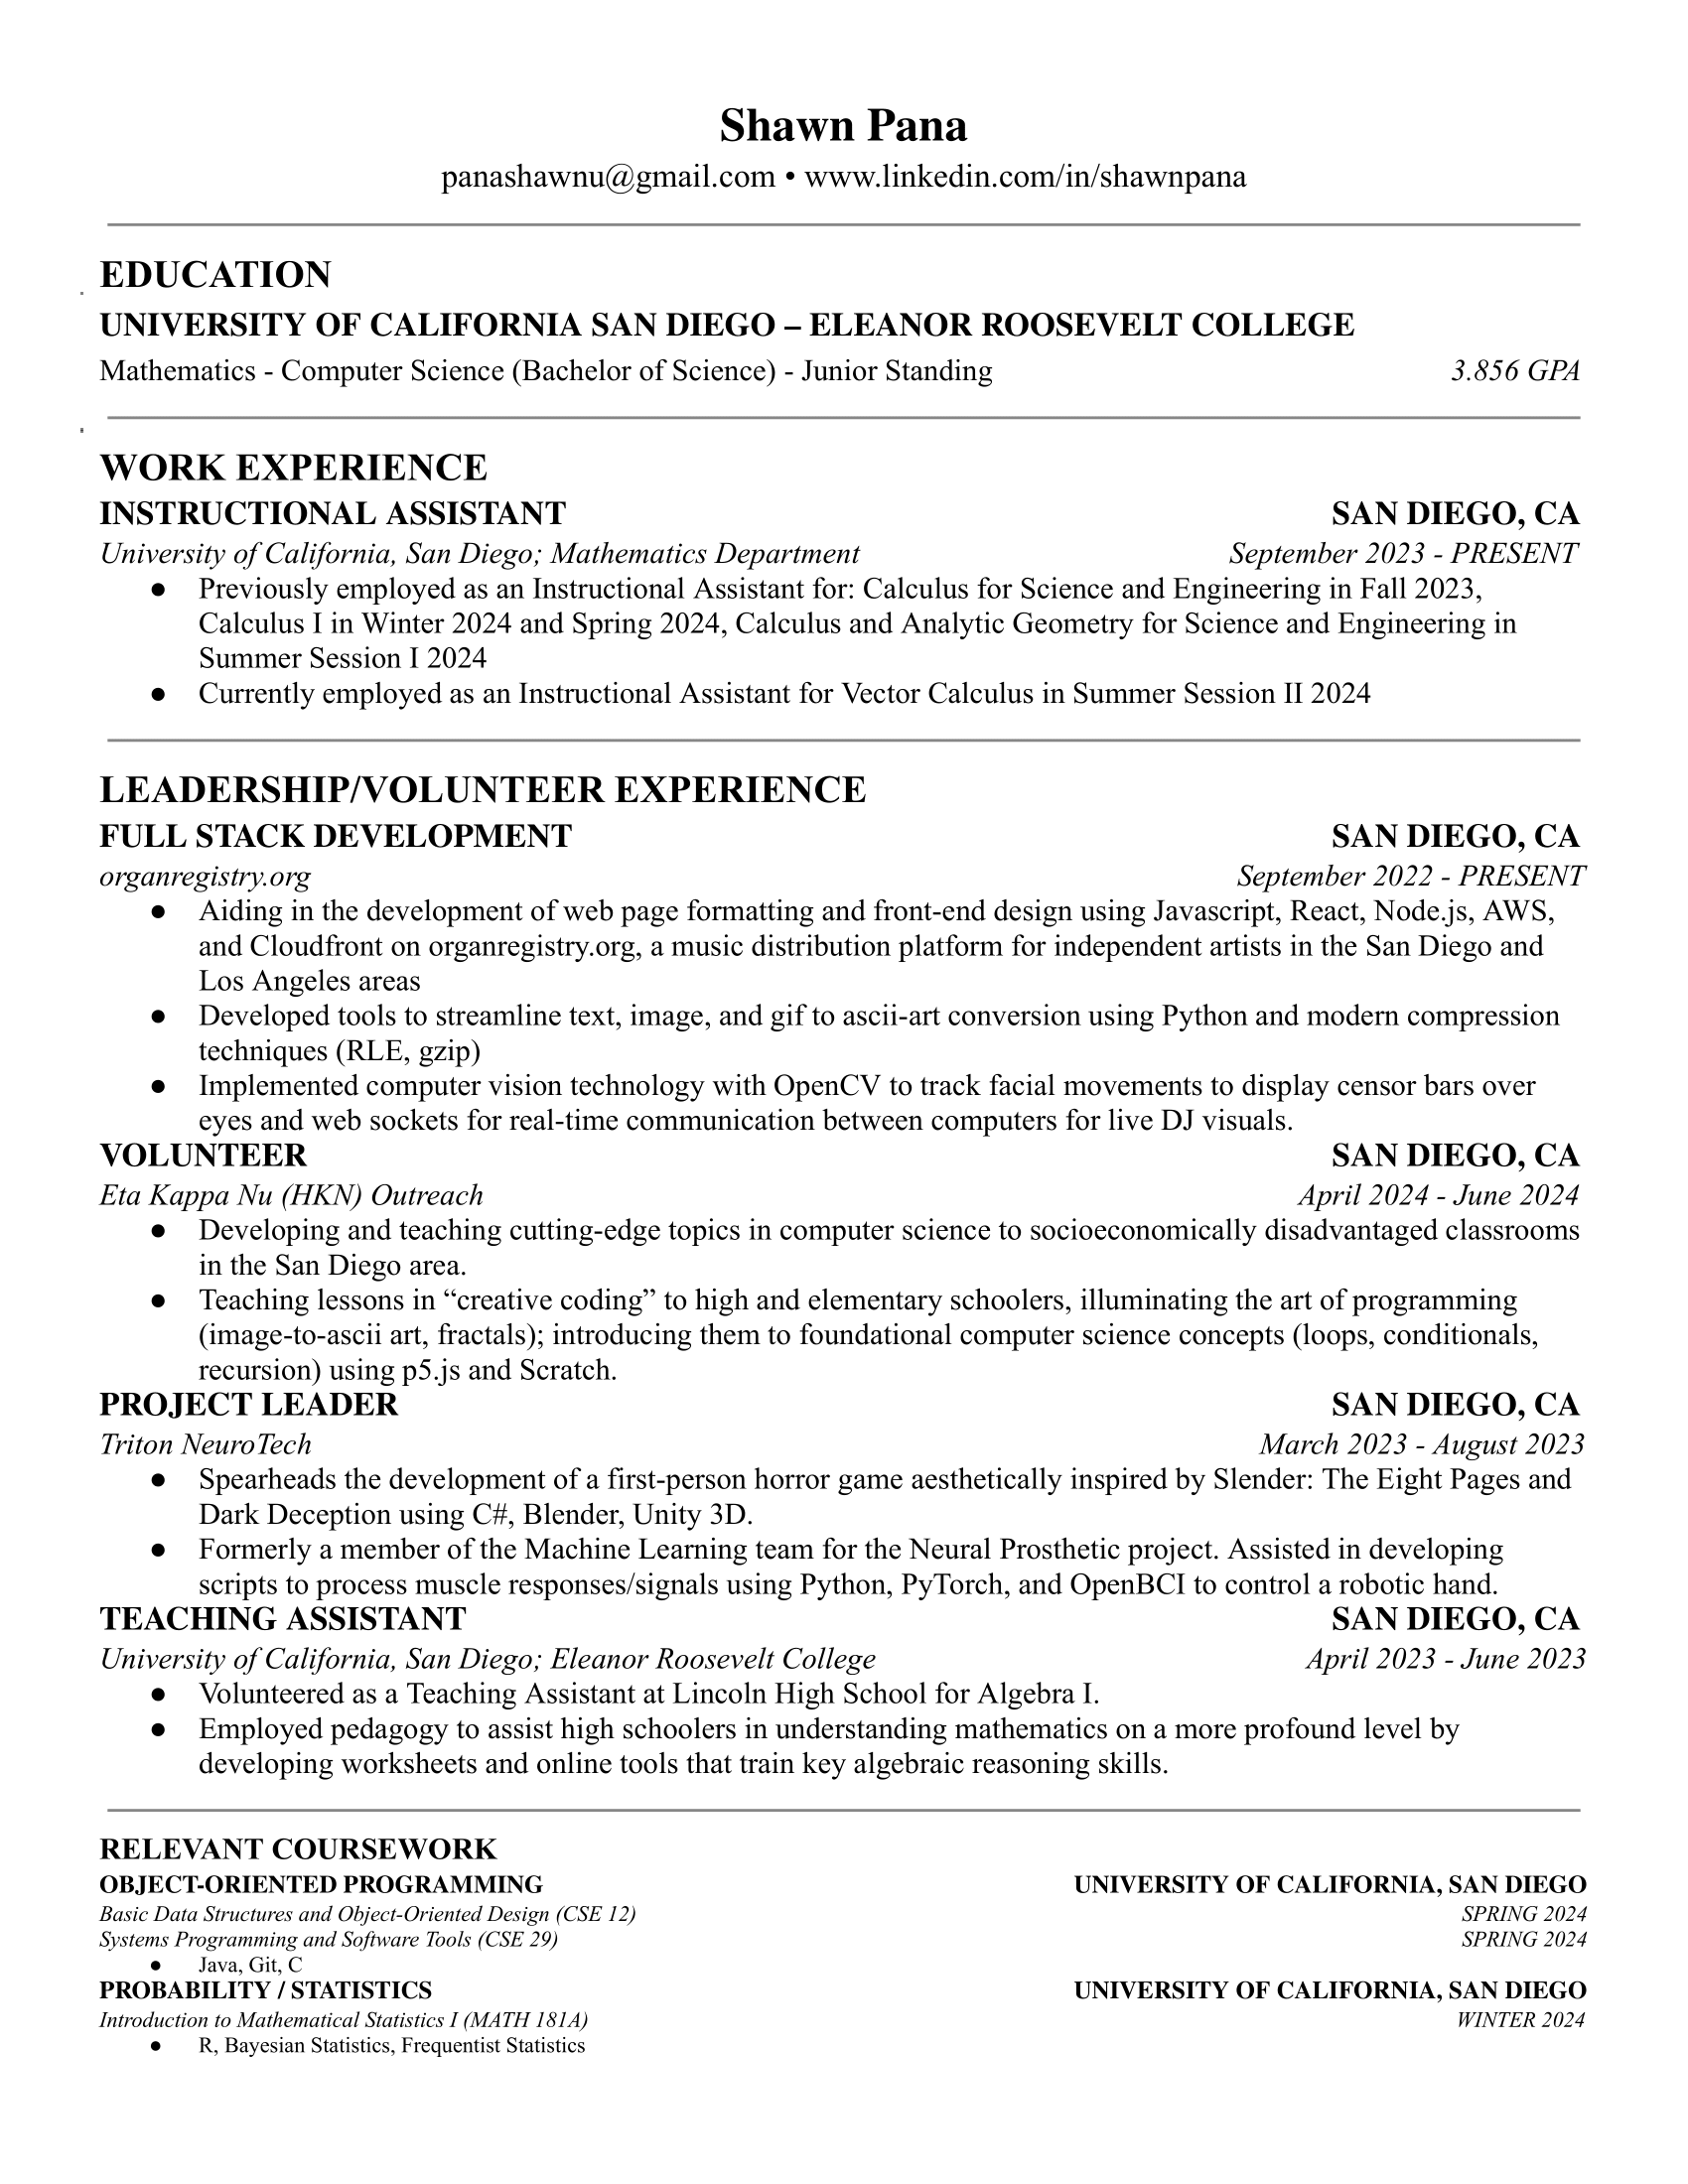 Shawn Pana
panashawnu@gmail.com • www.linkedin.com/in/shawnpana
EDUCATION
UNIVERSITY OF CALIFORNIA SAN DIEGO – ELEANOR ROOSEVELT COLLEGE
Mathematics - Computer Science (Bachelor of Science) - Junior Standing 3.856 GPA
WORK EXPERIENCE
INSTRUCTIONAL ASSISTANT SAN DIEGO, CA
University of California, San Diego; Mathematics Department September 2023 - PRESENT
● Previously employed as an Instructional Assistant for: Calculus for Science and Engineering in Fall 2023,
Calculus I in Winter 2024 and Spring 2024, Calculus and Analytic Geometry for Science and Engineering in
Summer Session I 2024
● Currently employed as an Instructional Assistant for Vector Calculus in Summer Session II 2024
LEADERSHIP/VOLUNTEER EXPERIENCE
FULL STACK DEVELOPMENT SAN DIEGO, CA
organregistry.org September 2022 - PRESENT
● Aiding in the development of web page formatting and front-end design using Javascript, React, Node.js, AWS,
and Cloudfront on organregistry.org, a music distribution platform for independent artists in the San Diego and
Los Angeles areas
● Developed tools to streamline text, image, and gif to ascii-art conversion using Python and modern compression
techniques (RLE, gzip)
● Implemented computer vision technology with OpenCV to track facial movements to display censor bars over
eyes and web sockets for real-time communication between computers for live DJ visuals.
VOLUNTEER SAN DIEGO, CA
Eta Kappa Nu (HKN) Outreach April 2024 - June 2024
● Developing and teaching cutting-edge topics in computer science to socioeconomically disadvantaged classrooms
in the San Diego area.
● Teaching lessons in “creative coding” to high and elementary schoolers, illuminating the art of programming
(image-to-ascii art, fractals); introducing them to foundational computer science concepts (loops, conditionals,
recursion) using p5.js and Scratch.
PROJECT LEADER SAN DIEGO, CA
Triton NeuroTech March 2023 - August 2023
● Spearheads the development of a first-person horror game aesthetically inspired by Slender: The Eight Pages and
Dark Deception using C#, Blender, Unity 3D.
● Formerly a member of the Machine Learning team for the Neural Prosthetic project. Assisted in developing
scripts to process muscle responses/signals using Python, PyTorch, and OpenBCI to control a robotic hand.
TEACHING ASSISTANT SAN DIEGO, CA
University of California, San Diego; Eleanor Roosevelt College April 2023 - June 2023
● Volunteered as a Teaching Assistant at Lincoln High School for Algebra I.
● Employed pedagogy to assist high schoolers in understanding mathematics on a more profound level by
developing worksheets and online tools that train key algebraic reasoning skills.
RELEVANT COURSEWORK
OBJECT-ORIENTED PROGRAMMING UNIVERSITY OF CALIFORNIA, SAN DIEGO
Basic Data Structures and Object-Oriented Design (CSE 12) SPRING 2024
Systems Programming and Software Tools (CSE 29) SPRING 2024
● Java, Git, C
PROBABILITY / STATISTICS UNIVERSITY OF CALIFORNIA, SAN DIEGO
Introduction to Mathematical Statistics I (MATH 181A) WINTER 2024
● R, Bayesian Statistics, Frequentist Statistics